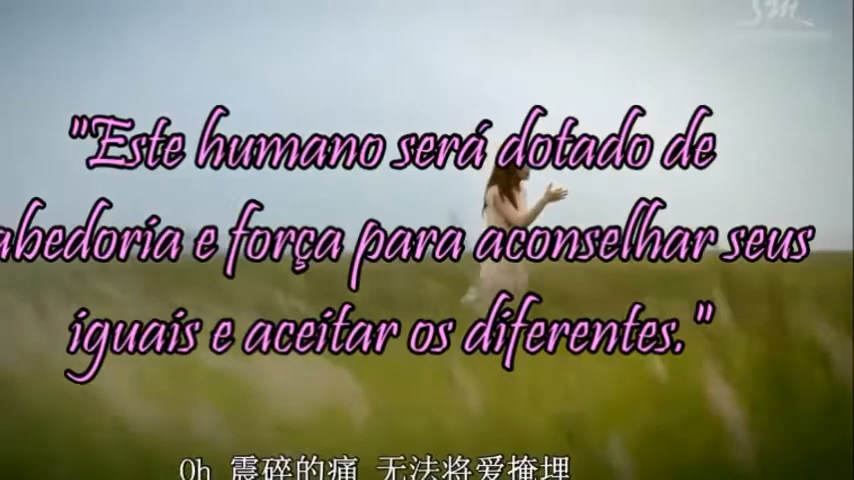 "Este humano será dotado de
abedoria e força para aconselhar seus
iguais e aceitar os diferentes."
Oh 震碎的痛 无法将爱掩埋